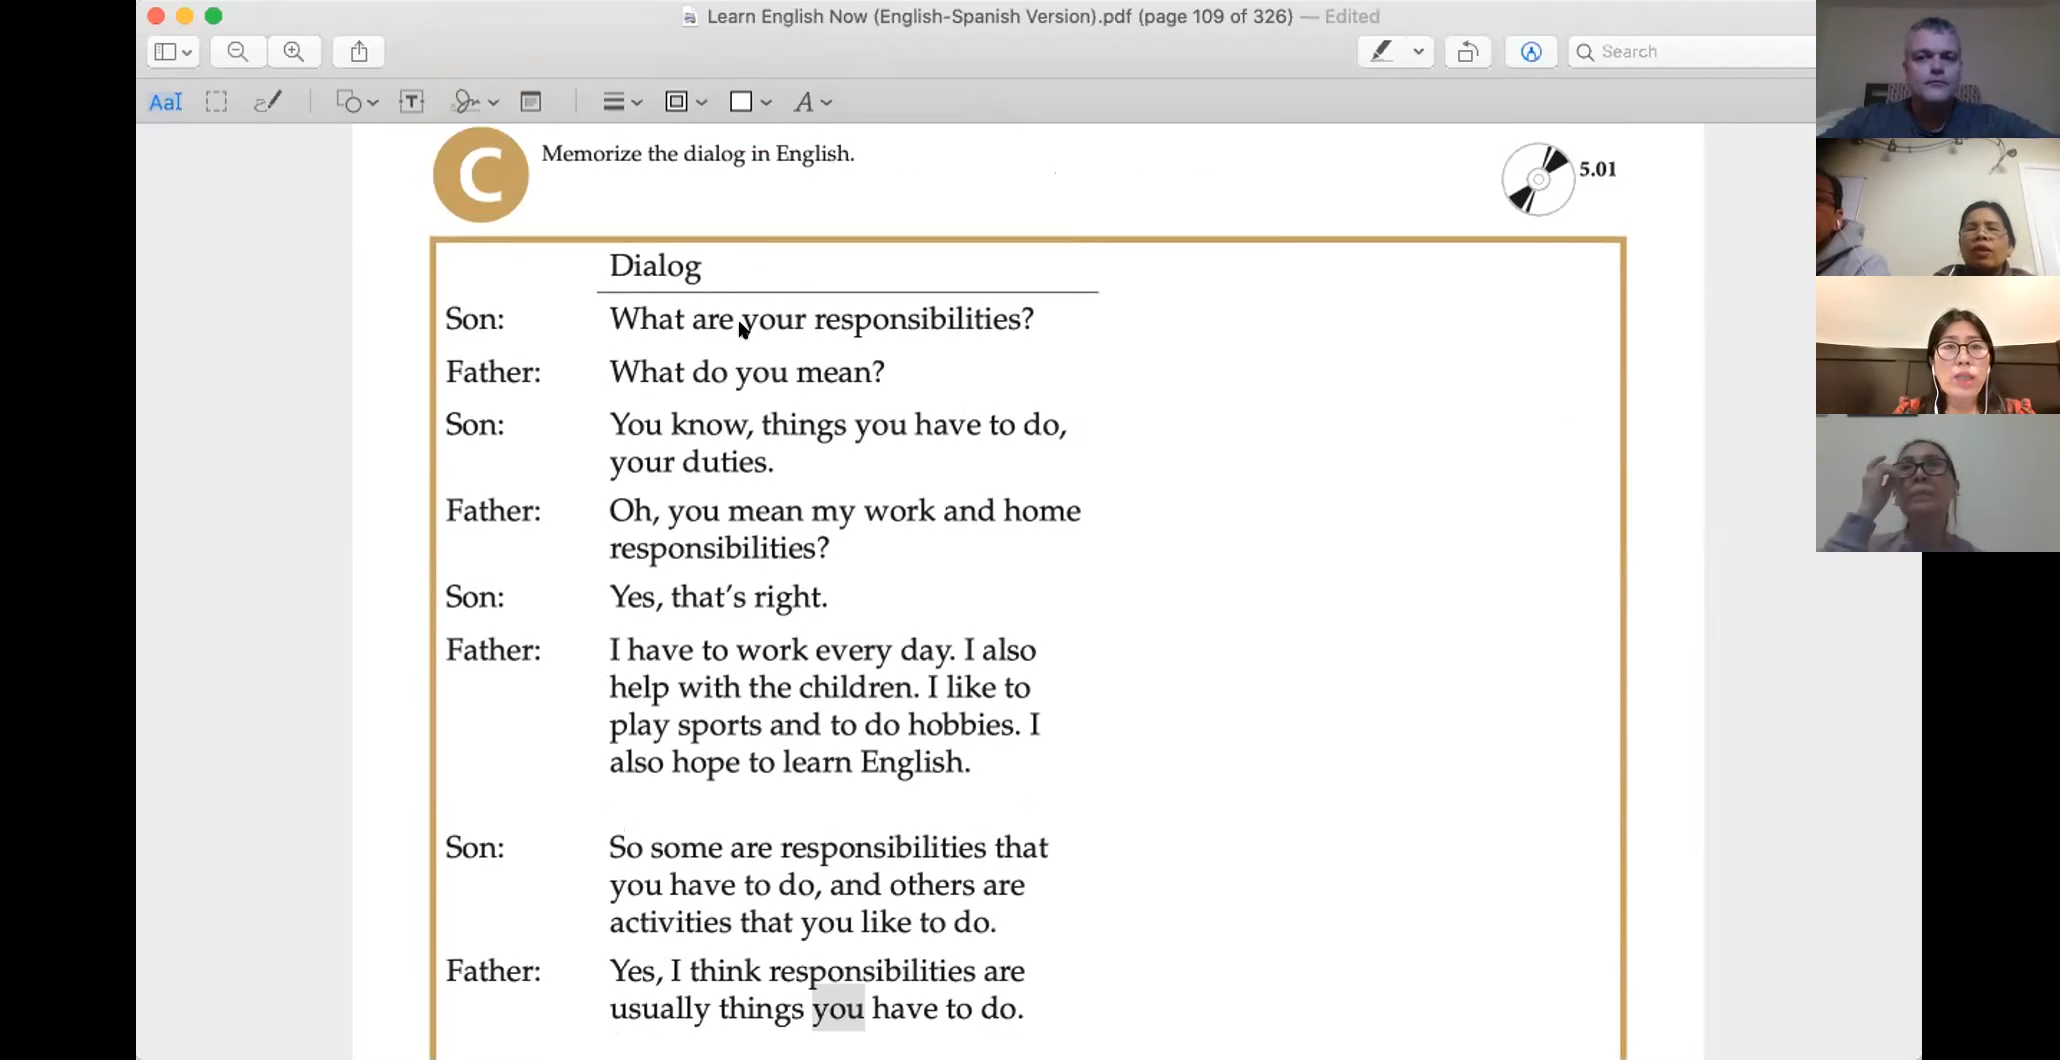 Learn English Now (English-Spanish Version).pdf (page 109 of 326) — Edited
Search
AaI
T
A
C
Memorize the dialog in English.
5.01
Dialog
Son: What are your responsibilities?
Father: What do you mean?
Son: You know, things you have to do,
your duties.
Father: Oh, you mean my work and home
responsibilities?
Son: Yes, that's right.
Father: I have to work every day. I also
help with the children. I like to
play sports and to do hobbies. I
also hope to learn English.
Son: So some are responsibilities that
you have to do, and others are
activities that you like to do.
Father: Yes, I think responsibilities are
usually things you have to do.